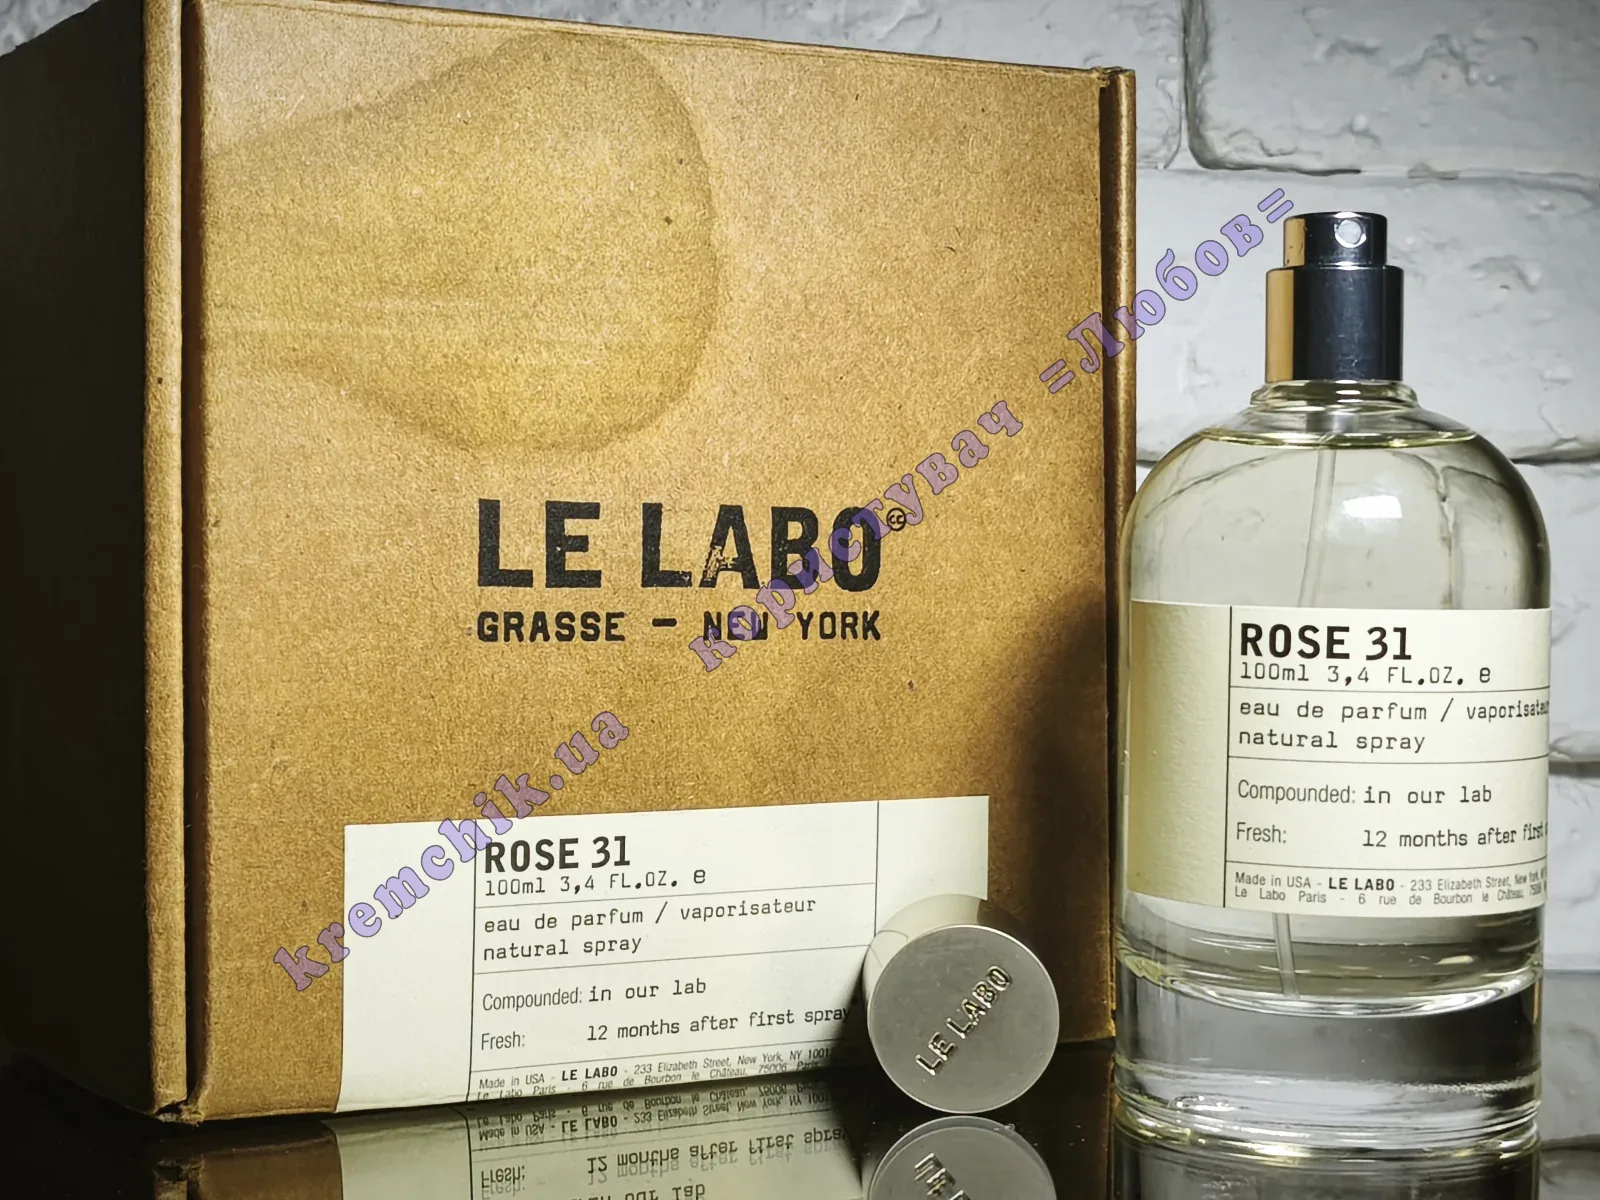 LE LABO
GRASSE — NEW YORK
ROSE 31
100ml 3,4 FL.OZ. e
eau de parfum / vaporisateur
natural spray
Compounded: in our lab
Fresh: 12 months after first spray
Made in USA - LE LABO - 233 Elizabeth Street, New York, NY 1001
Le Labo Paris - 6 rue de Bourbon le Château, 75006 Paris
LE LABO
ROSE 31
100ml 3,4 FL.OZ. e
eau de parfum / vaporisateur
natural spray
Compounded: in our lab
Fresh: 12 months after first
Made in USA - LE LABO - 233 Elizabeth Street, New York,
Le Labo Paris - 6 rue de Bourbon le Château, 75006
kremchik.ua користувач =Любов=